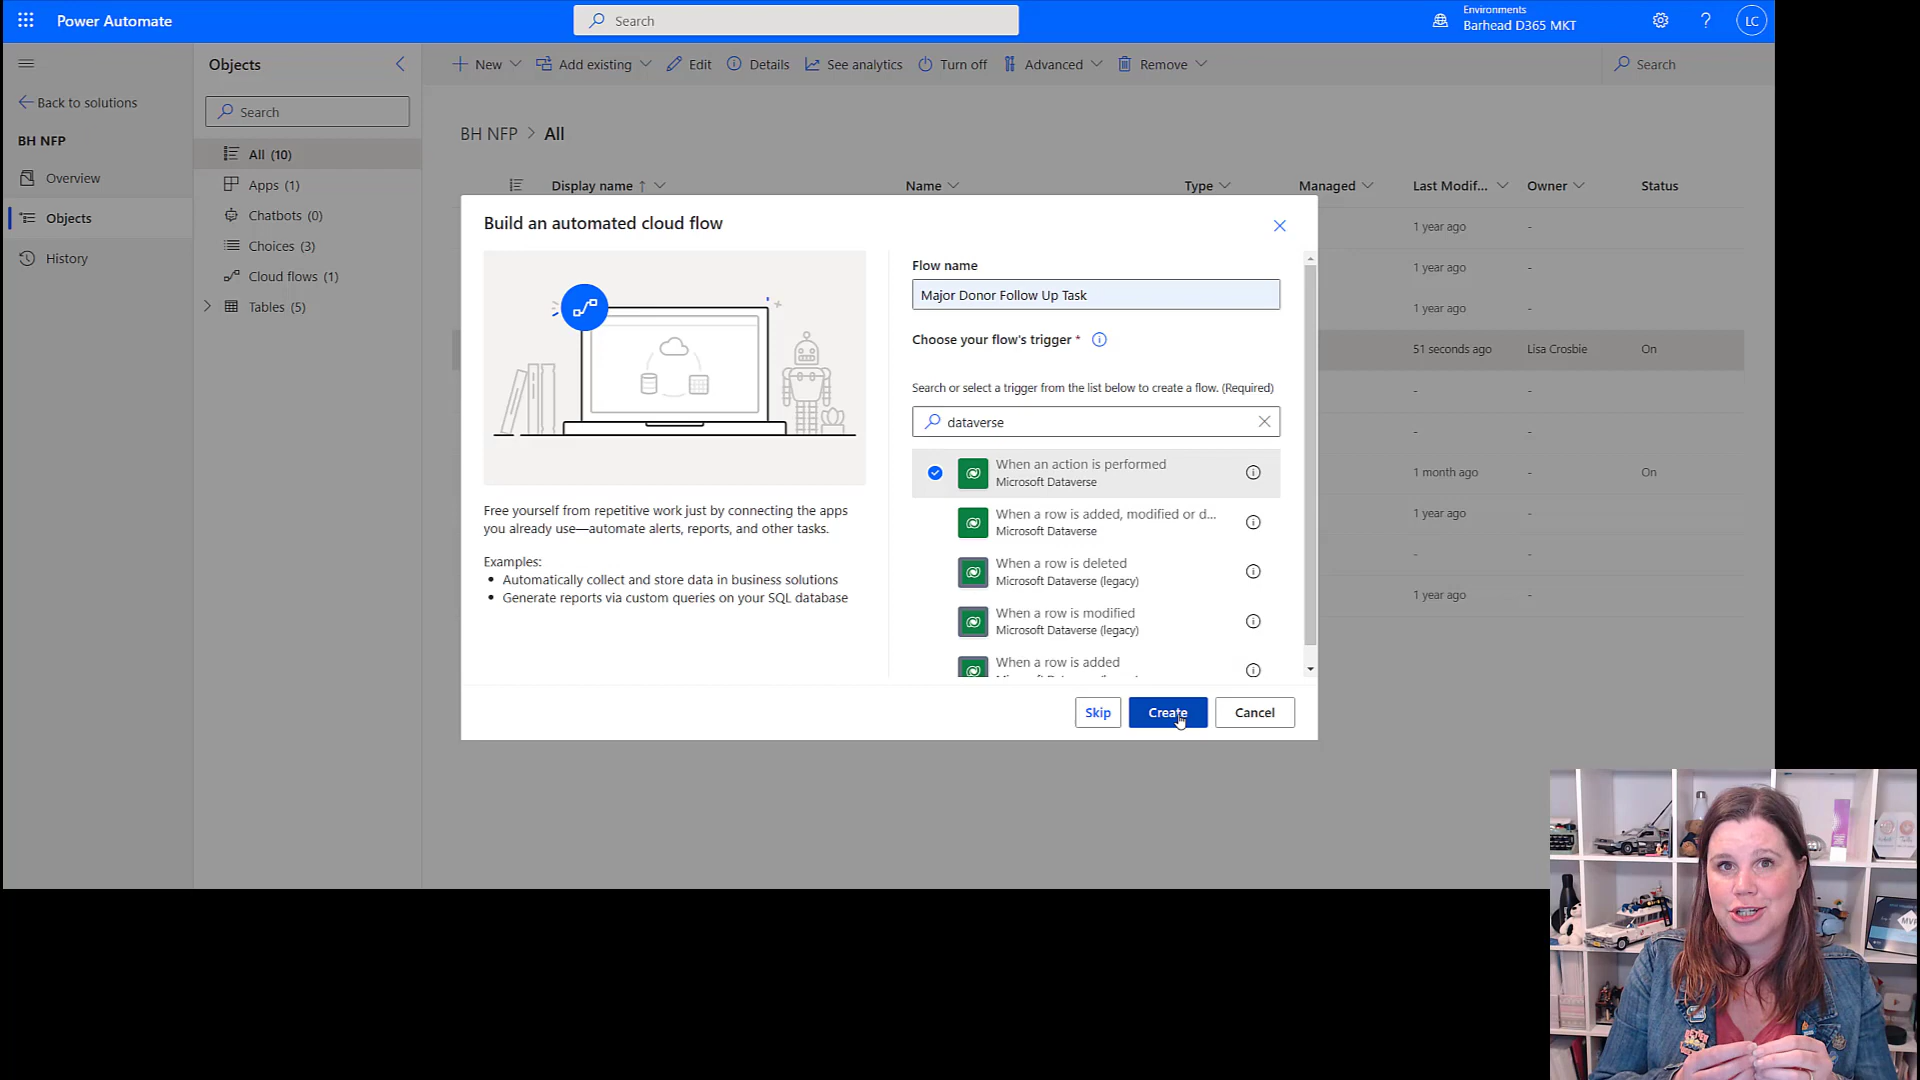 Power Automate
Search
Environments
Barhead D365 MKT
LC
Objects
New
Add existing
Edit
Details
See analytics
Turn off
Advanced
Remove
Search
Back to solutions
Search
BH NFP
BH NFP > All
All (10)
Overview
Apps (1)
Display name ↑
Name
Type
Managed
Last Modif...
Owner
Status
Chatbots (0)
Objects
Choices (3)
History
Cloud flows (1)
Tables (5)
1 year ago
-
1 year ago
-
1 year ago
-
51 seconds ago
Lisa Crosbie
On
-
-
-
-
1 month ago
-
On
1 year ago
-
-
-
1 year ago
-
Build an automated cloud flow
Free yourself from repetitive work just by connecting the apps
you already use—automate alerts, reports, and other tasks.
Examples:
• Automatically collect and store data in business solutions
• Generate reports via custom queries on your SQL database
Flow name
Major Donor Follow Up Task
Choose your flow's trigger *
Search or select a trigger from the list below to create a flow. (Required)
dataverse
When an action is performed
Microsoft Dataverse
When a row is added, modified or d...
Microsoft Dataverse
When a row is deleted
Microsoft Dataverse (legacy)
When a row is modified
Microsoft Dataverse (legacy)
When a row is added
Skip
Create
Cancel
MVP